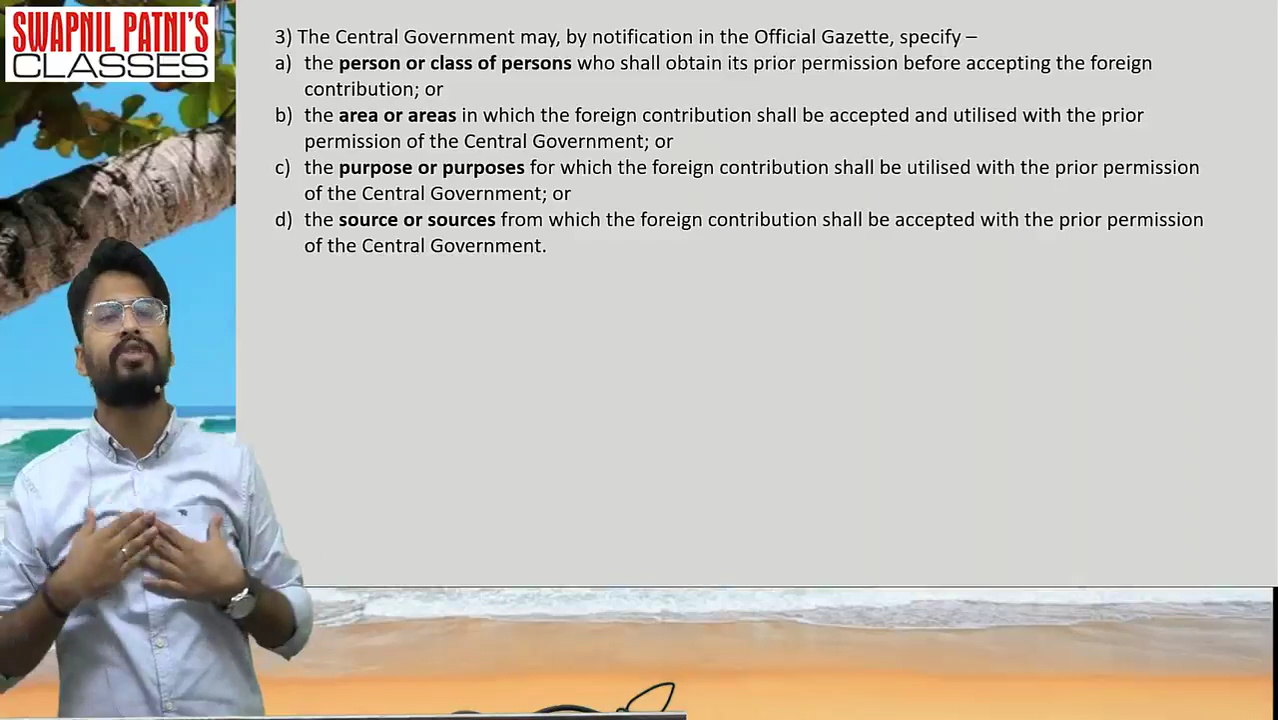 SWAPNIL PATNI'S
CLASSES
3) The Central Government may, by notification in the Official Gazette, specify –
a) the person or class of persons who shall obtain its prior permission before accepting the foreign
contribution; or
b) the area or areas in which the foreign contribution shall be accepted and utilised with the prior
permission of the Central Government; or
c) the purpose or purposes for which the foreign contribution shall be utilised with the prior permission
of the Central Government; or
d) the source or sources from which the foreign contribution shall be accepted with the prior permission
of the Central Government.